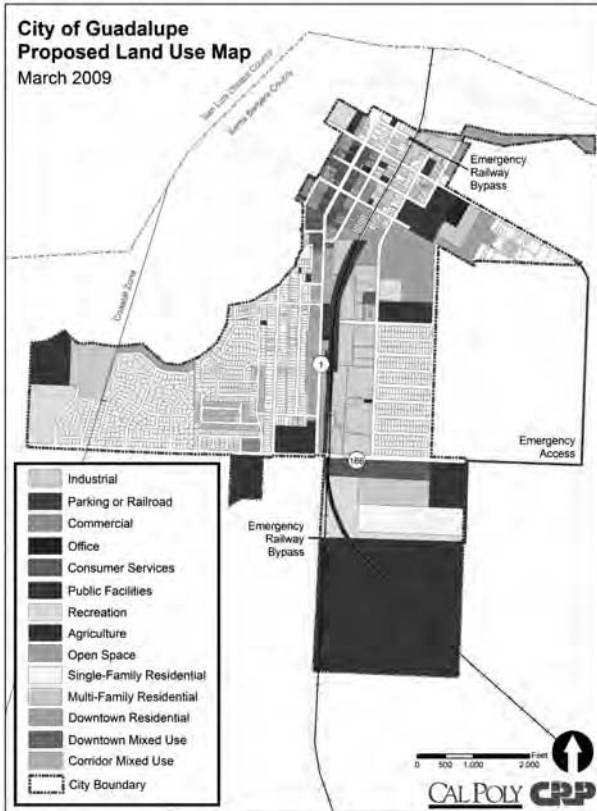 City of Guadalupe
Proposed Land Use Map
March 2009
San Luis Obispo County
Santa Barbara County
Coastal Zone
Emergency
Railway
Bypass
1
166
Emergency
Access
Emergency
Railway
Bypass
Industrial
Parking or Railroad
Commercial
Office
Consumer Services
Public Facilities
Recreation
Agriculture
Open Space
Single-Family Residential
Multi-Family Residential
Downtown Residential
Downtown Mixed Use
Corridor Mixed Use
City Boundary
Feet
0 500 1,000 2,000
CAL POLY CRP